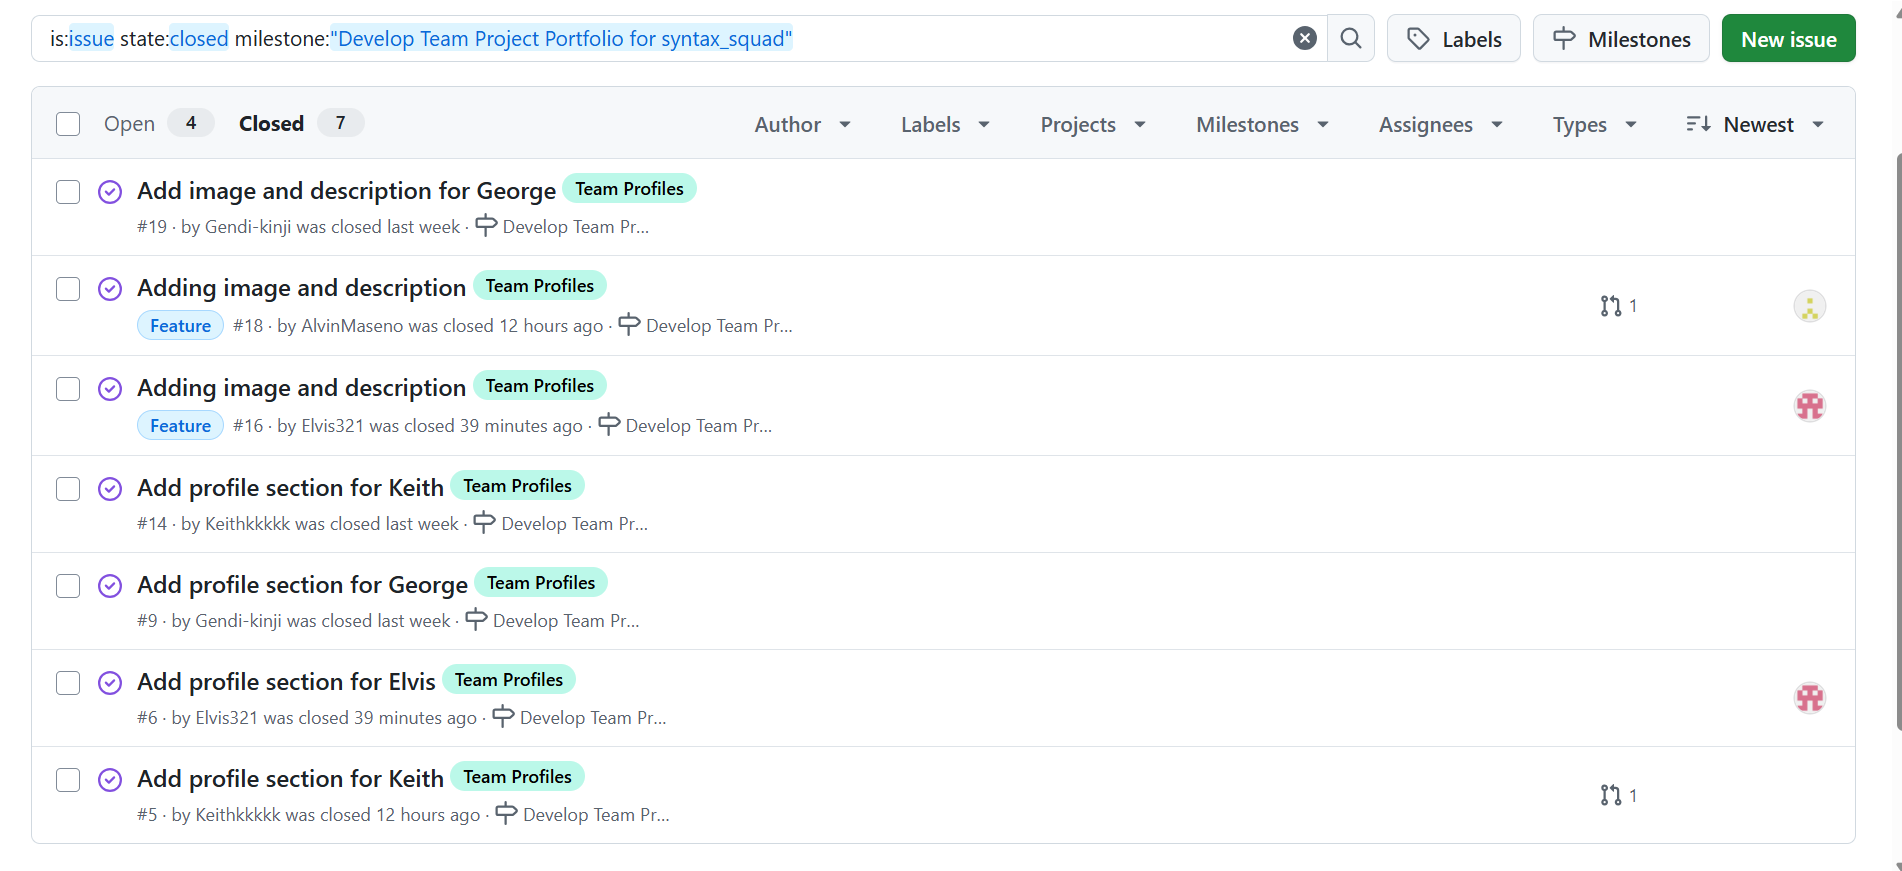 is:issue state:closed milestone:"Develop Team Project Portfolio for syntax_squad"
Labels
Milestones
New issue
Open 4
Closed 7
Author
Labels
Projects
Milestones
Assignees
Types
Newest
Add image and description for George Team Profiles
#19 · by Gendi-kinji was closed last week · Develop Team Pr...
Adding image and description Team Profiles
Feature #18 · by AlvinMaseno was closed 12 hours ago · Develop Team Pr...
1
Adding image and description Team Profiles
Feature #16 · by Elvis321 was closed 39 minutes ago · Develop Team Pr...
Add profile section for Keith Team Profiles
#14 · by Keithkkkkk was closed last week · Develop Team Pr...
Add profile section for George Team Profiles
#9 · by Gendi-kinji was closed last week · Develop Team Pr...
Add profile section for Elvis Team Profiles
#6 · by Elvis321 was closed 39 minutes ago · Develop Team Pr...
Add profile section for Keith Team Profiles
#5 · by Keithkkkkk was closed 12 hours ago · Develop Team Pr...
1